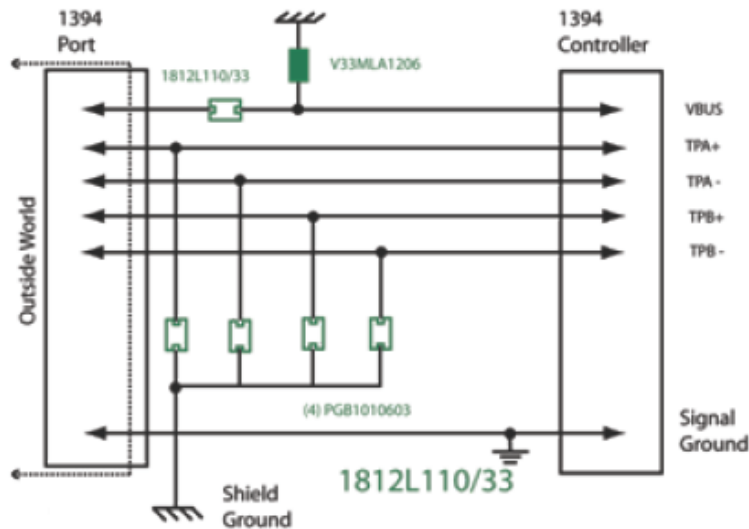 1394
Port
1394
Controller
V33MLA1206
1812L110/33
VBUS
TPA+
TPA -
TPB+
TPB -
Outside World
(4) PGB1010603
Signal
Ground
1812L110/33
Shield
Ground